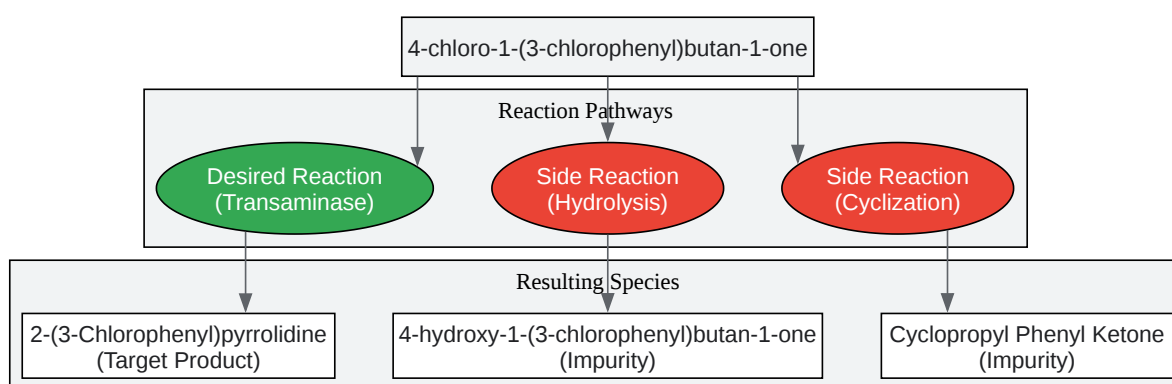 4-chloro-1-(3-chlorophenyl)butan-1-one
Reaction Pathways
Desired Reaction
(Transaminase)
Side Reaction
(Hydrolysis)
Side Reaction
(Cyclization)
Resulting Species
2-(3-Chlorophenyl)pyrrolidine
(Target Product)
4-hydroxy-1-(3-chlorophenyl)butan-1-one
(Impurity)
Cyclopropyl Phenyl Ketone
(Impurity)